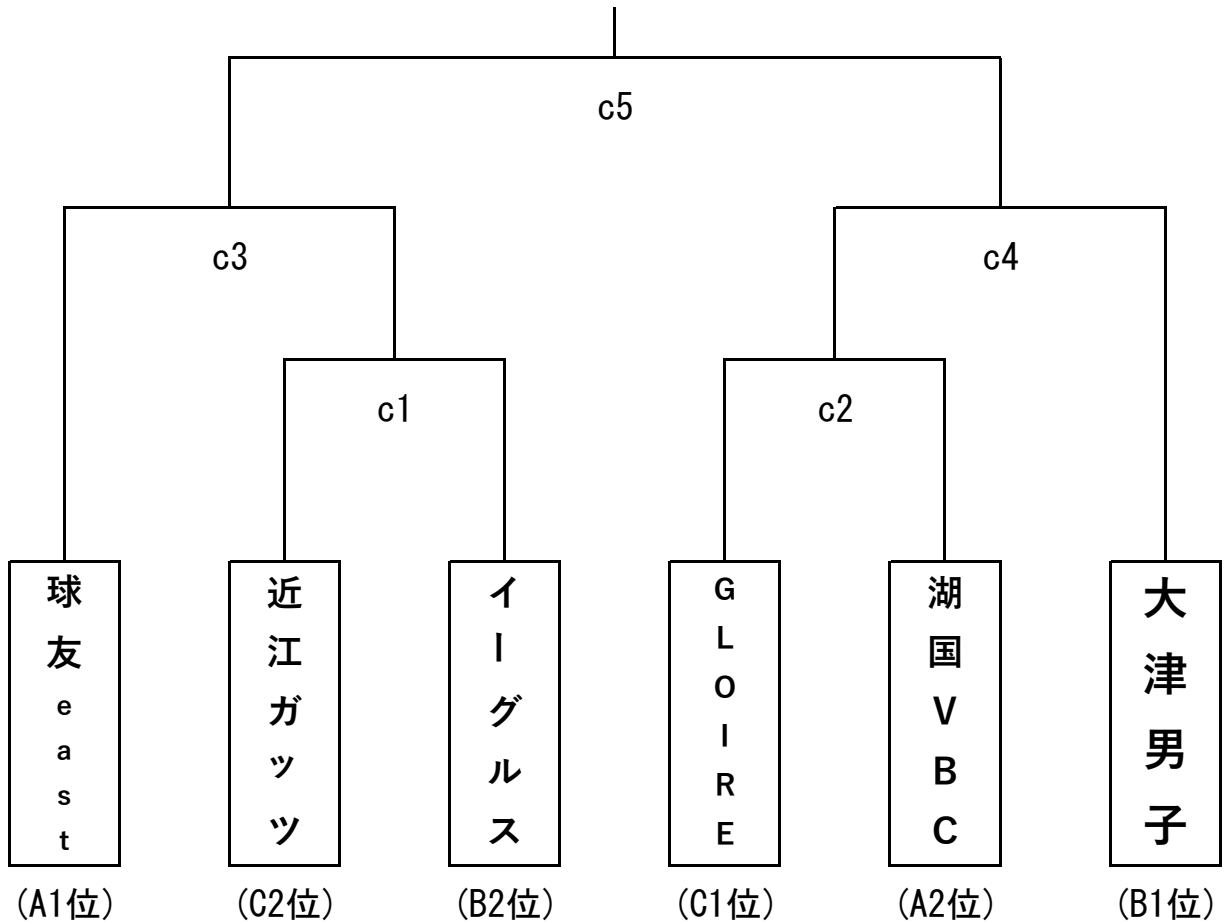 c5
c3
c4
c1
c2
球友east
近江ガッツ
イーグルス
GLOIRE
湖国VBC
大津男子
(A1位)
(C2位)
(B2位)
(C1位)
(A2位)
(B1位)